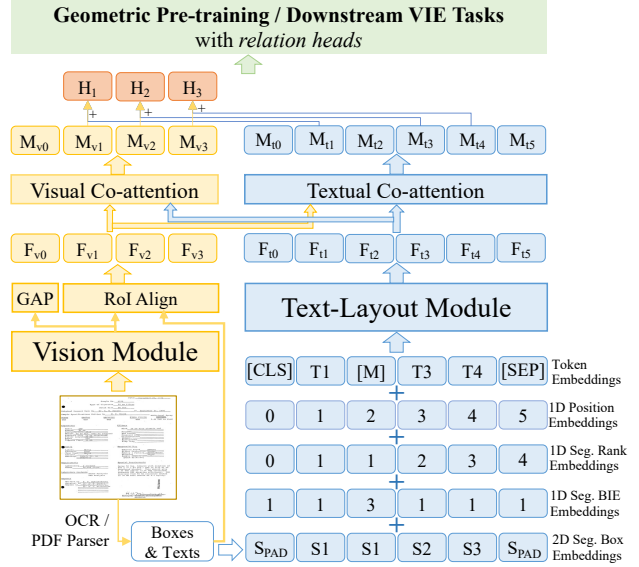 Geometric Pre-training / Downstream VIE Tasks
with relation heads
H1 H2 H3
+ + +
Mv0 Mv1 Mv2 Mv3 Mt0 Mt1 Mt2 Mt3 Mt4 Mt5
Visual Co-attention Textual Co-attention
Fv0 Fv1 Fv2 Fv3 Ft0 Ft1 Ft2 Ft3 Ft4 Ft5
GAP RoI Align Text-Layout Module
Vision Module
[CLS] T1 [M] T3 T4 [SEP] Token Embeddings
+
0 1 2 3 4 5 1D Position Embeddings
+
0 1 1 2 3 4 1D Seg. Rank Embeddings
+
1 1 3 1 1 1 1D Seg. BIE Embeddings
+
OCR / PDF Parser
Boxes & Texts
SPAD S1 S1 S2 S3 SPAD 2D Seg. Box Embeddings